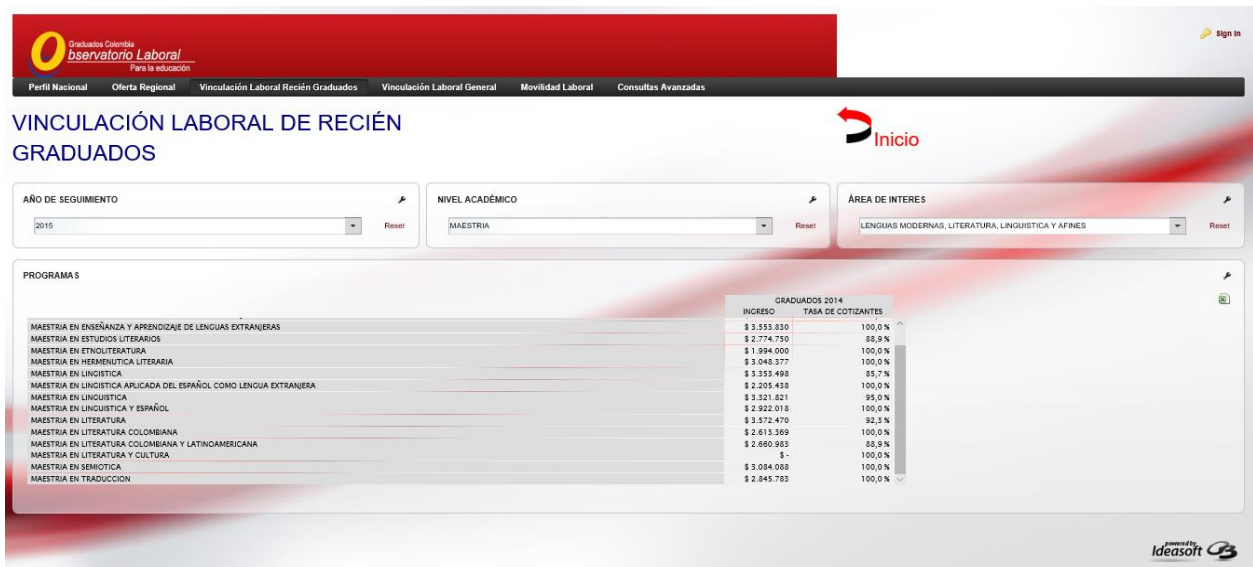 Graduados Colombia
Observatorio Laboral
Para la educación
Sign In
Perfil Nacional Oferta Regional Vinculación Laboral Recién Graduados Vinculación Laboral General Movilidad Laboral Consultas Avanzadas
VINCULACIÓN LABORAL DE RECIÉN
GRADUADOS
Inicio
AÑO DE SEGUIMIENTO NIVEL ACADÉMICO ÁREA DE INTERES
2015 Reset MAESTRIA Reset LENGUAS MODERNAS, LITERATURA, LINGUISTICA Y AFINES Reset
PROGRAMAS
GRADUADOS 2014
INGRESO TASA DE COTIZANTES
MAESTRIA EN ENSEÑANZA Y APRENDIZAJE DE LENGUAS EXTRANJERAS $ 3.553.830 100,0 %
MAESTRIA EN ESTUDIOS LITERARIOS $ 2.774.750 88,9 %
MAESTRIA EN ETNOLITERATURA $ 1.994.000 100,0 %
MAESTRIA EN HERMENUTICA LITERARIA $ 3.048.377 100,0 %
MAESTRIA EN LINGISTICA $ 3.353.498 85,7 %
MAESTRIA EN LINGISTICA APLICADA DEL ESPAÑOL COMO LENGUA EXTRANJERA $ 2.205.438 100,0 %
MAESTRIA EN LINGUISTICA $ 3.321.821 95,0 %
MAESTRIA EN LINGUISTICA Y ESPAÑOL $ 2.922.018 100,0 %
MAESTRIA EN LITERATURA $ 3.572.470 92,3 %
MAESTRIA EN LITERATURA COLOMBIANA $ 2.613.369 100,0 %
MAESTRIA EN LITERATURA COLOMBIANA Y LATINOAMERICANA $ 2.660.983 88,9 %
MAESTRIA EN LITERATURA Y CULTURA $ - 100,0 %
MAESTRIA EN SEMIOTICA $ 3.084.088 100,0 %
MAESTRIA EN TRADUCCION $ 2.845.783 100,0 %
powered by
Ideasoft O3